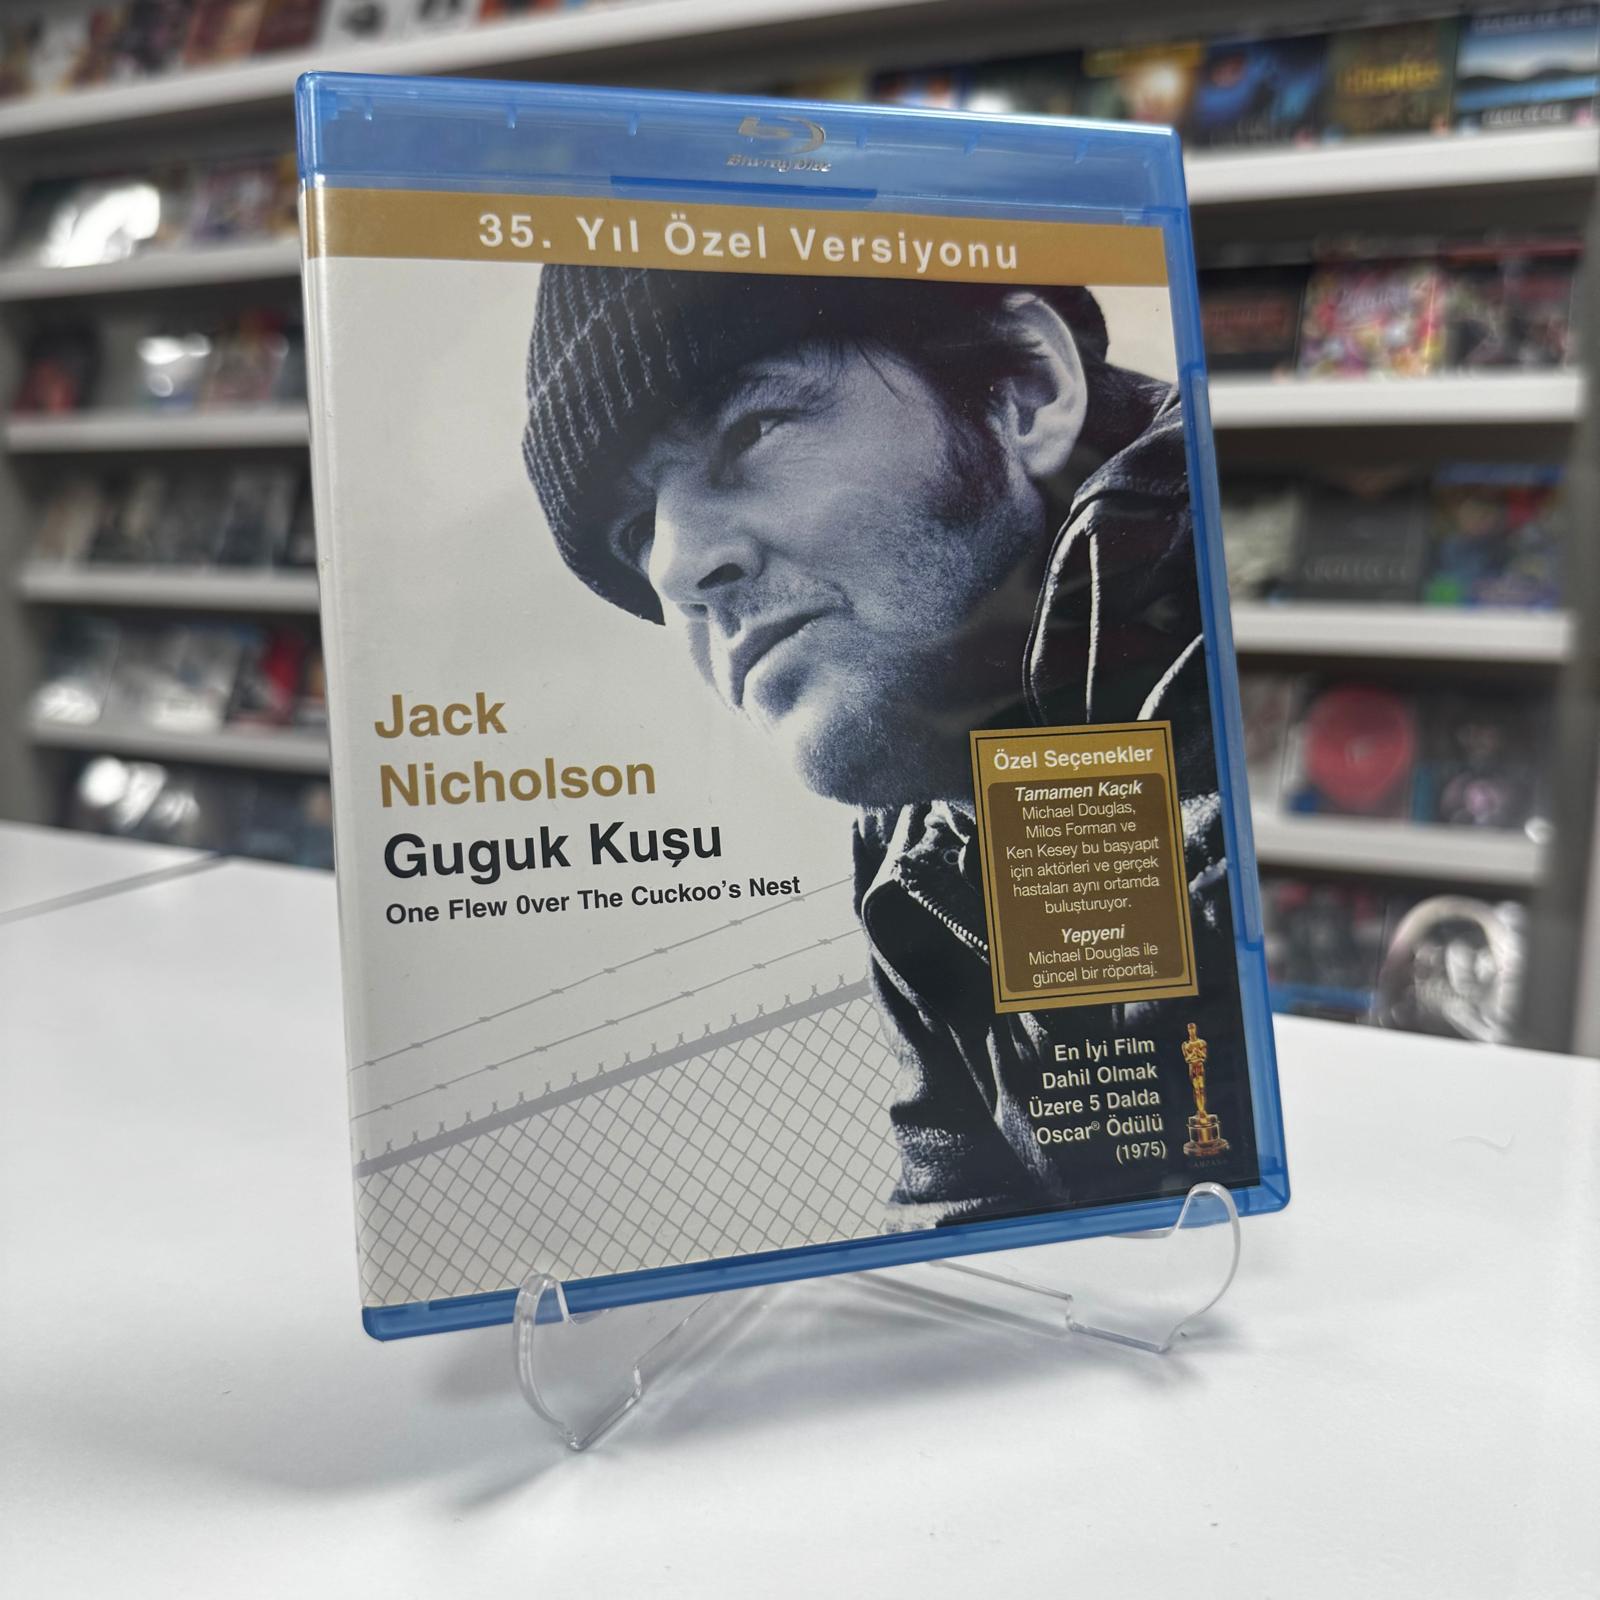 Blu-ray Disc
35. Yıl Özel Versiyonu
Jack
Nicholson
Guguk Kuşu
One Flew 0ver The Cuckoo's Nest
Özel Seçenekler
Tamamen Kaçık
Michael Douglas,
Milos Forman ve
Ken Kesey bu başyapıt
için aktörleri ve gerçek
hastaları aynı ortamda
buluşturuyor.
Yepyeni
Michael Douglas ile
güncel bir röportaj.
En İyi Film
Dahil Olmak
Üzere 5 Dalda
Oscar® Ödülü
(1975)